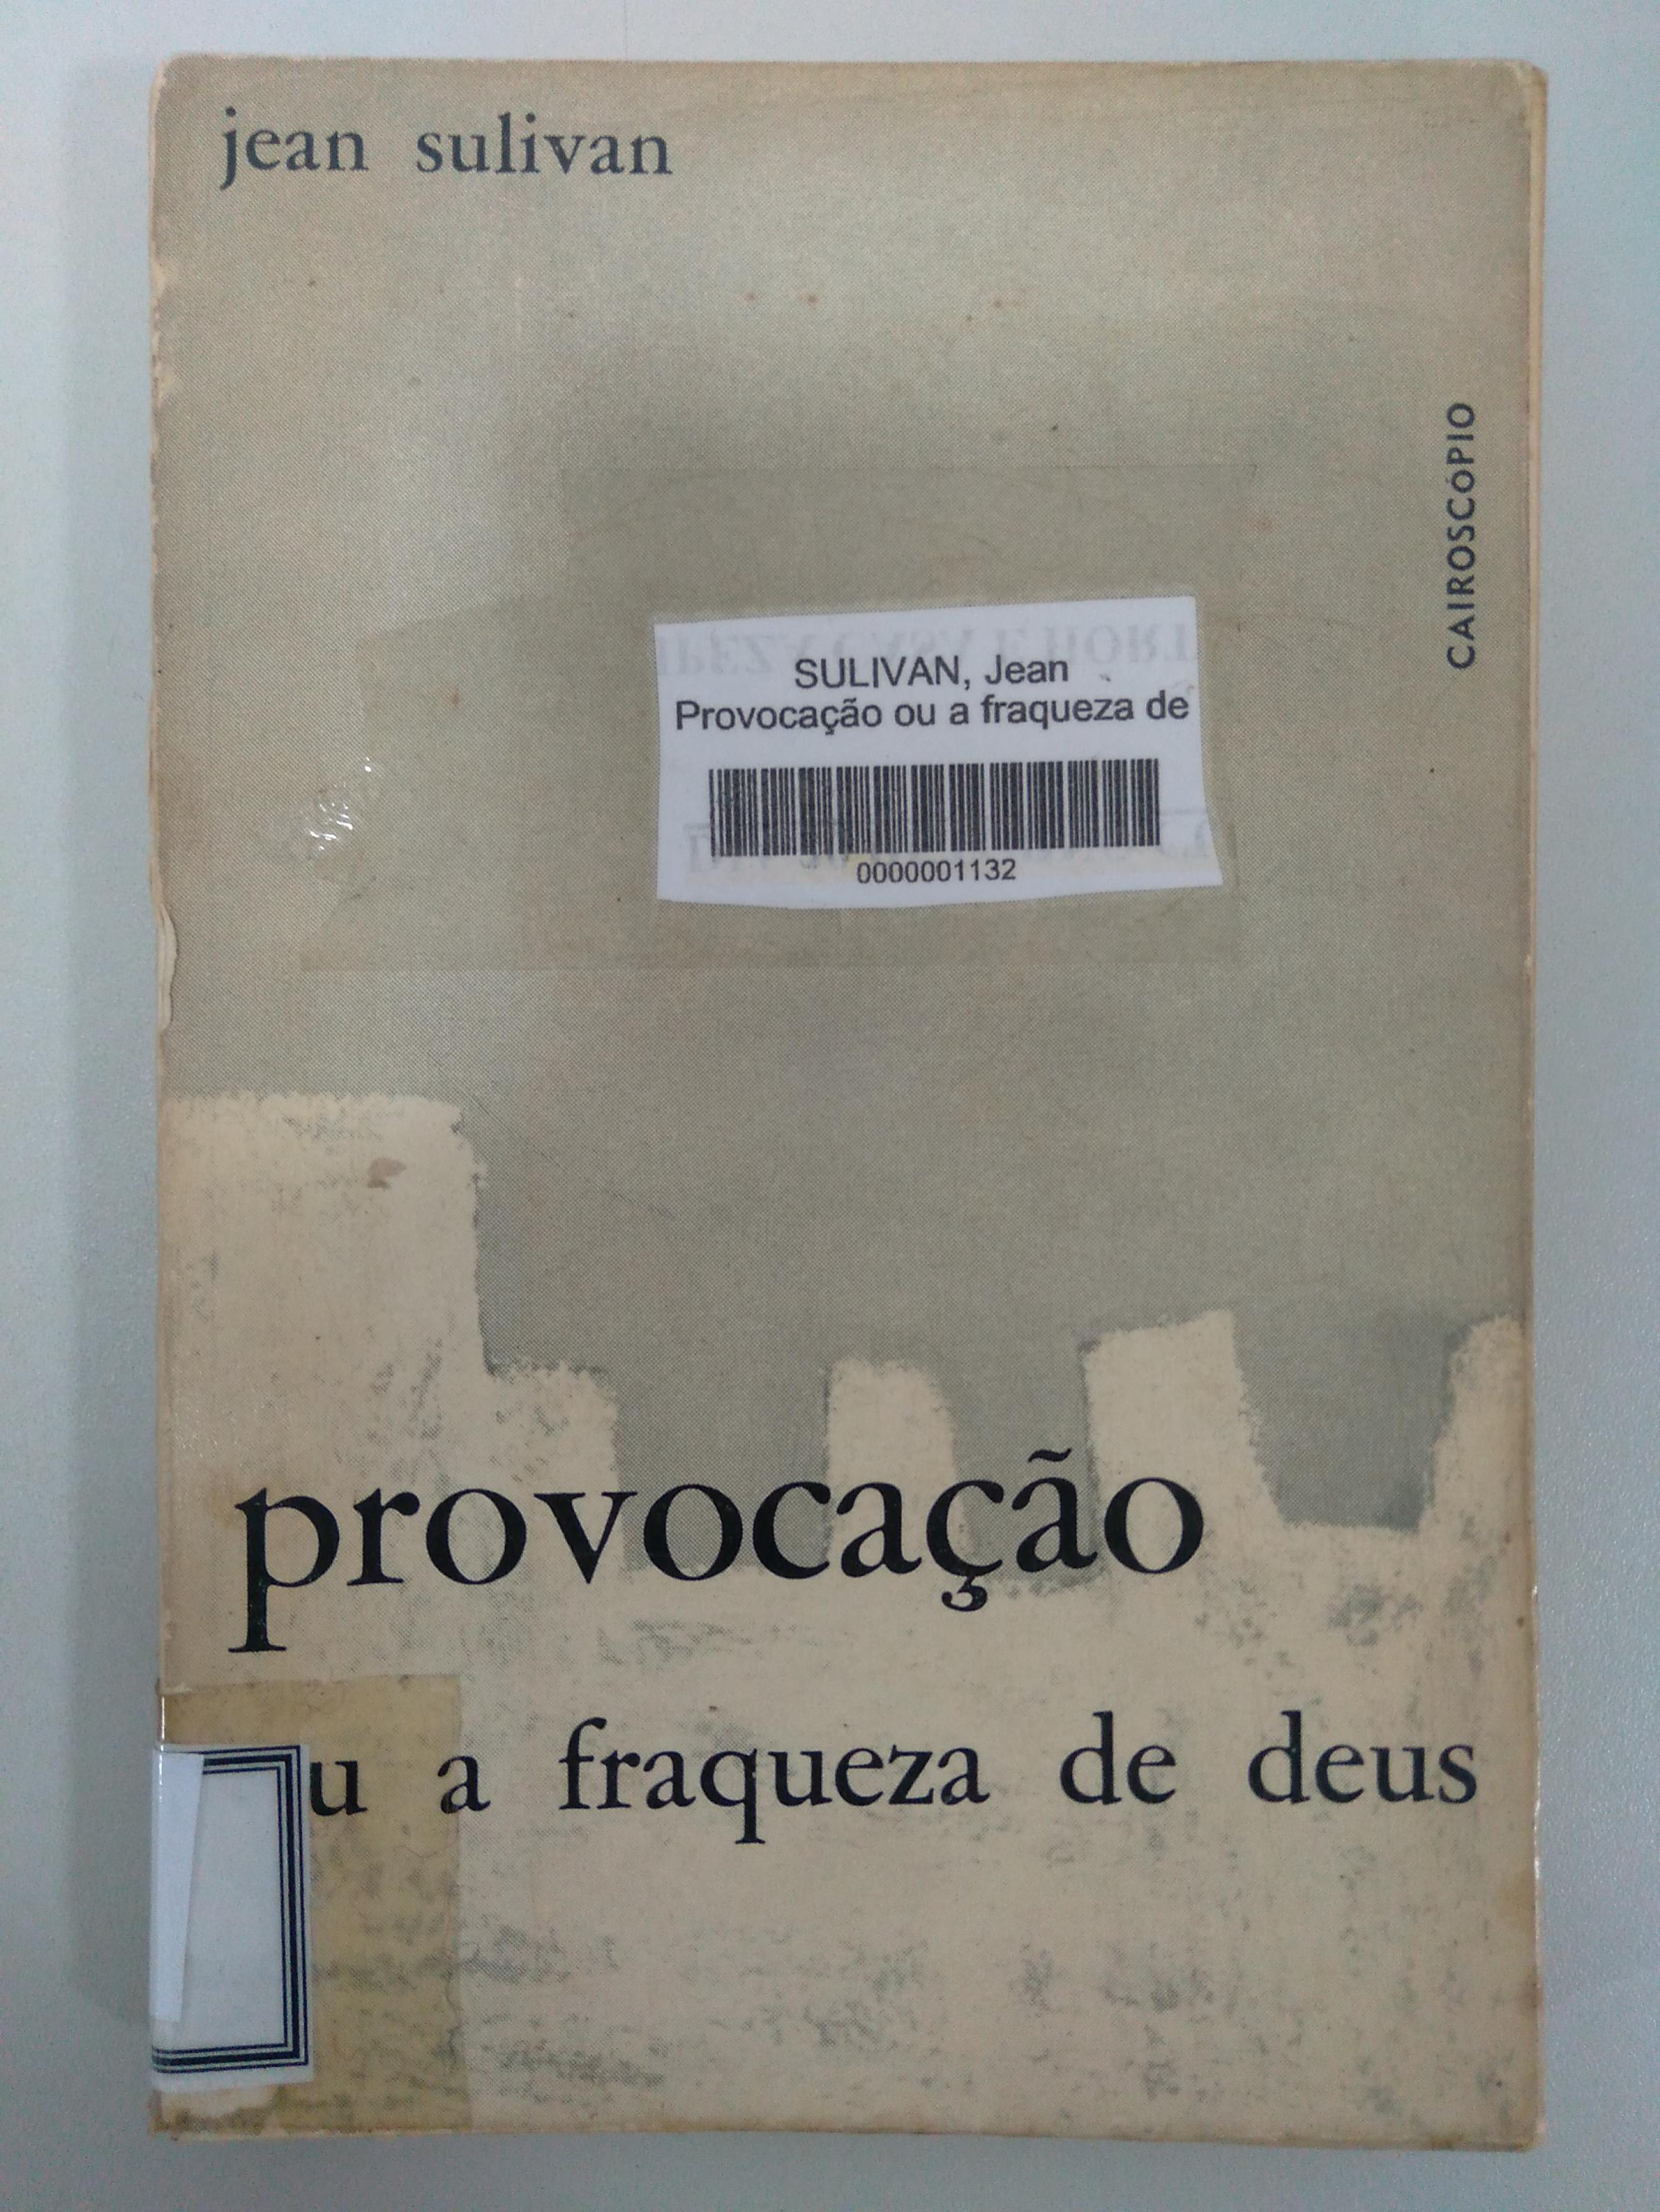 jean sulivan
CAIROSCÓPIO
SULIVAN, Jean
Provocação ou a fraqueza de
0000001132
provocação
u a fraqueza de deus